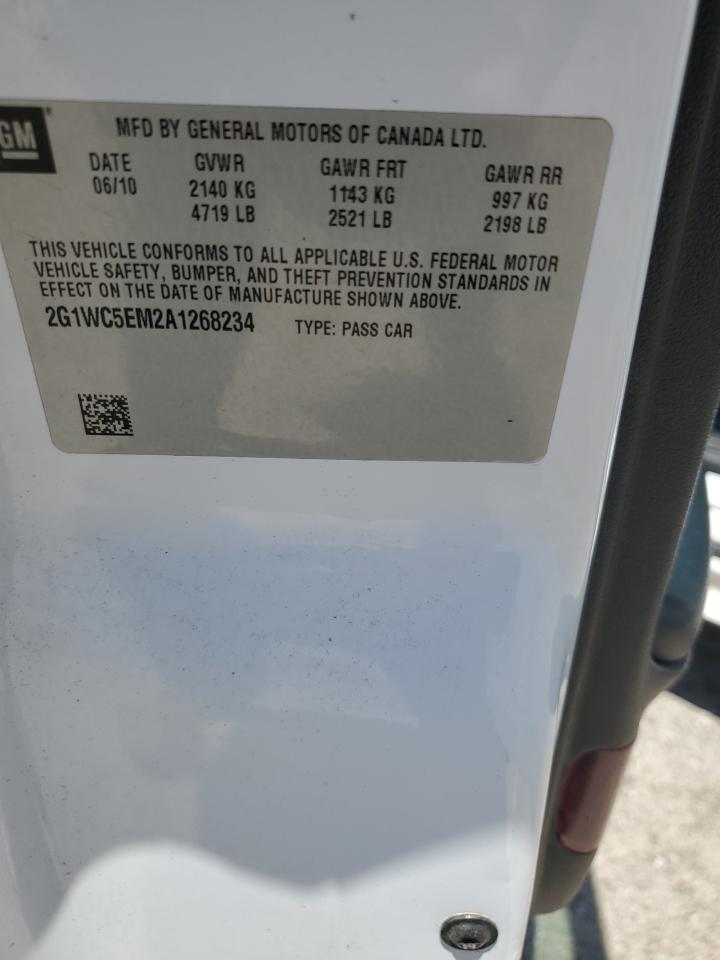 GM®
MFD BY GENERAL MOTORS OF CANADA LTD.
DATE GVWR GAWR FRT GAWR RR
06/10 2140 KG 1143 KG 997 KG
4719 LB 2521 LB 2198 LB
THIS VEHICLE CONFORMS TO ALL APPLICABLE U.S. FEDERAL MOTOR
VEHICLE SAFETY, BUMPER, AND THEFT PREVENTION STANDARDS IN
EFFECT ON THE DATE OF MANUFACTURE SHOWN ABOVE.
2G1WC5EM2A1268234 TYPE: PASS CAR